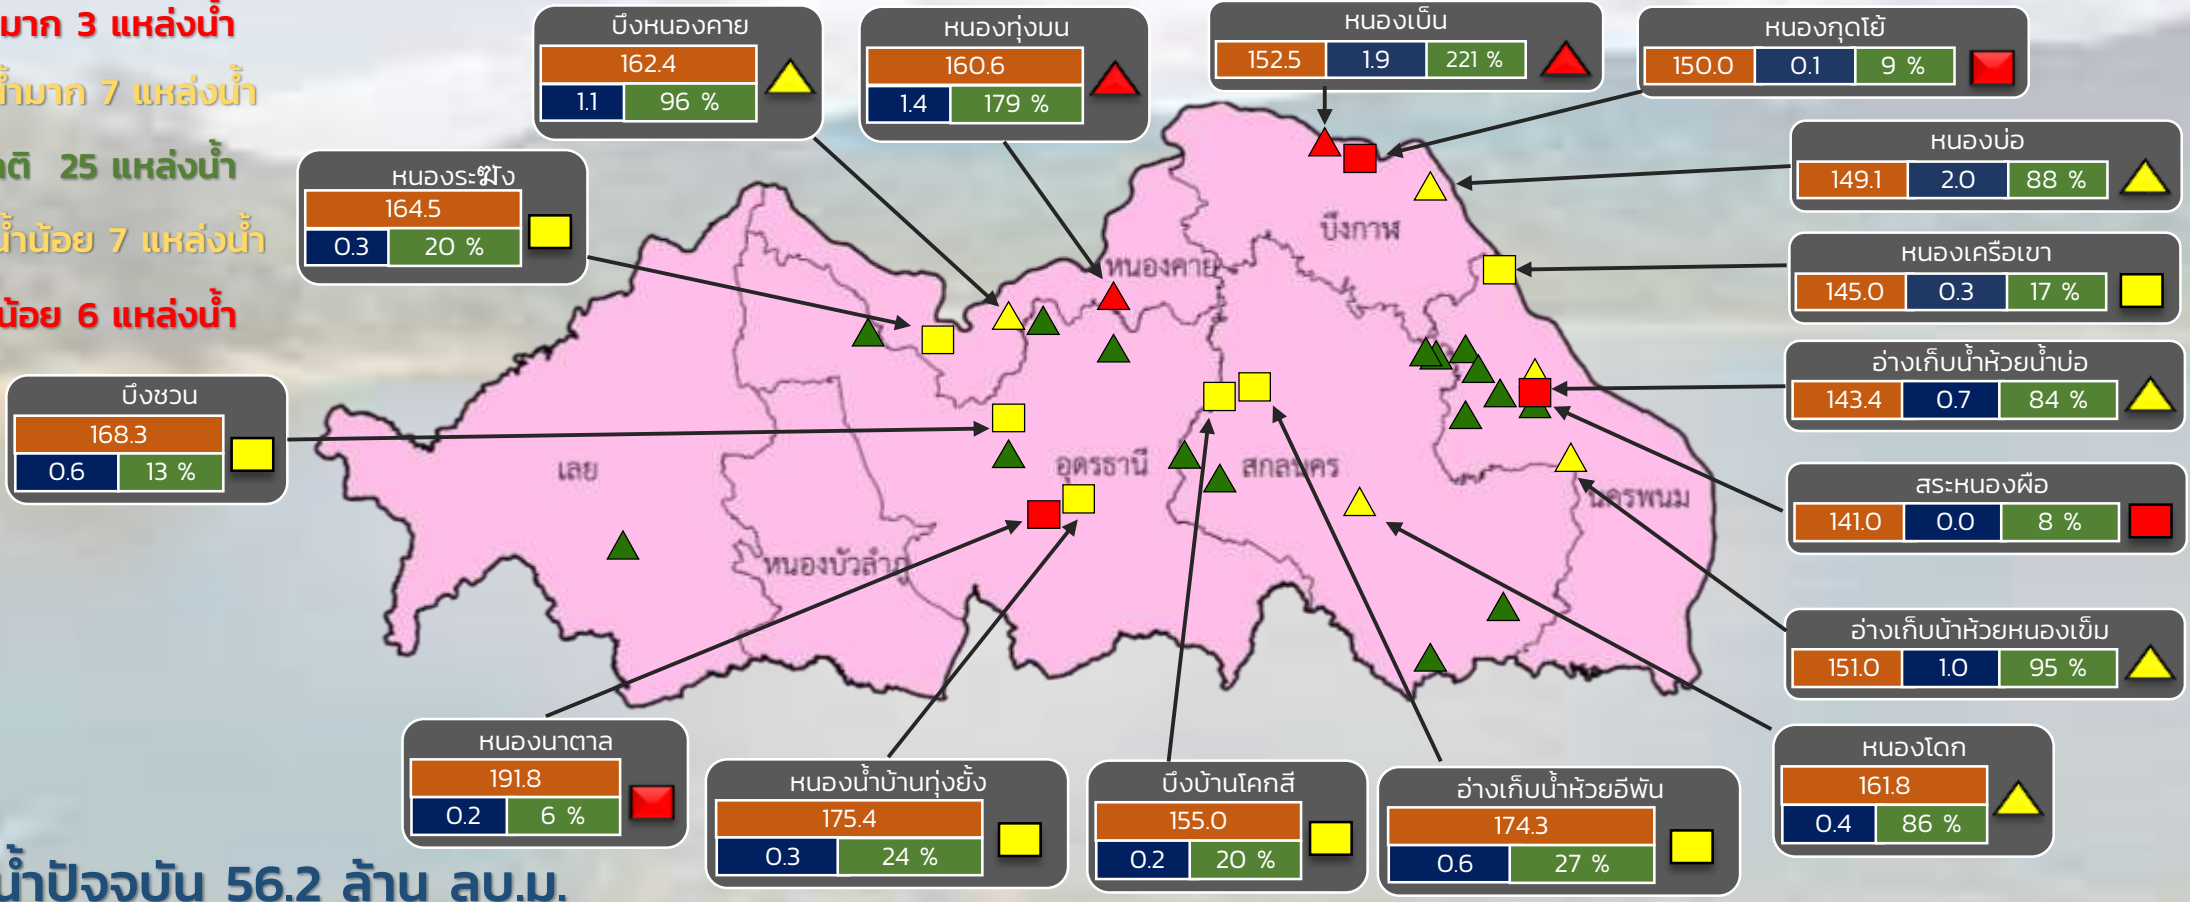 มาก 3 แหล่งน้ำ
น้ำมาก 7 แหล่งน้ำ
25 แหล่งน้ำ
น้ำน้อย 7 แหล่งน้ำ
น้อย 6 แหล่งน้ำ
บึงหนองคาย
162.4
1.1 96 %
หนองทุ่งมน
160.6
1.4 179 %
หนองเบ็น
152.5 1.9 221 %
หนองกุดโย้
150.0 0.1 9 %
หนองบ่อ
149.1 2.0 88 %
หนองระฆัง
164.5
0.3 20 %
หนองเครือเขา
145.0 0.3 17 %
อ่างเก็บน้ำห้วยน้ำบ่อ
143.4 0.7 84 %
บึงชวน
168.3
0.6 13 %
สระหนองผือ
141.0 0.0 8 %
อ่างเก็บน้าห้วยหนองเข็ม
151.0 1.0 95 %
บึงกาฬ
หนองคาย
เลย
อุดรธานี
สกลนคร
นครพนม
หนองบัวลำภู
หนองนาตาล
191.8
0.2 6 %
หนองน้ำบ้านทุ่งยั้ง
175.4
0.3 24 %
บึงบ้านโคกสี
155.0
0.2 20 %
อ่างเก็บน้ำห้วยอีพัน
174.3
0.6 27 %
หนองโดก
161.8
0.4 86 %
น้ำปัจจุบัน 56.2 ล้าน ลบ.ม.